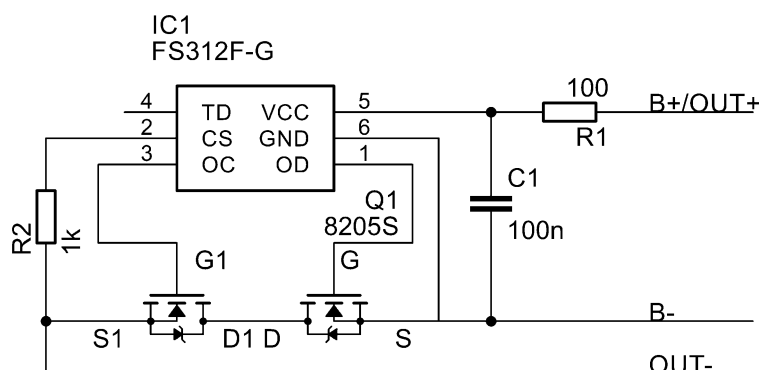 IC1
FS312F-G
4 TD VCC 5
2 CS GND 6
3 OC OD 1
100
B+/OUT+
R1
C1
100n
Q1
8205S
R2
1k
G1
G
S1
D1 D
S
B-
OUT-